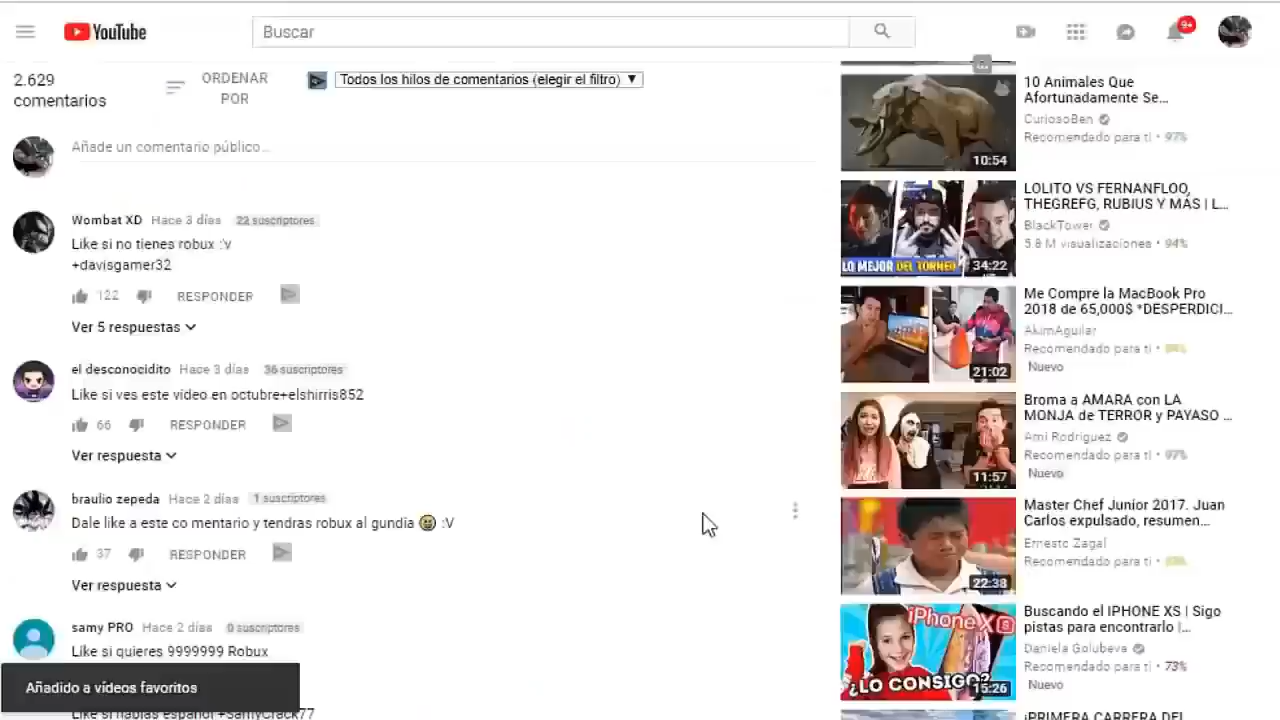 YouTube
Buscar
9+
2.629
comentarios
ORDENAR
POR
Todos los hilos de comentarios (elegir el filtro) ▼
Añade un comentario público...
Wombat XD Hace 3 días 22 suscriptores
Like si no tienes robux :'v
+davisgamer32
122 RESPONDER
Ver 5 respuestas
el desconocidito Hace 3 días 36 suscriptores
Like si ves este vídeo en octubre+elshirris852
66 RESPONDER
Ver respuesta
braulio zepeda Hace 2 días 1 suscriptores
Dale like a este co mentario y tendras robux al gundia 😀 :V
37 RESPONDER
Ver respuesta
samy PRO Hace 2 días 0 suscriptores
Like si quieres 9999999 Robux
Like si hablas español +SamyCrack77
Añadido a vídeos favoritos
10:54
10 Animales Que
Afortunadamente Se...
CuriosoBen
Recomendado para ti • 97%
LO MEJOR DEL TORNEO
34:22
LOLITO VS FERNANFLOO,
THEGREFG, RUBIUS Y MÁS | L...
BlackTower
5.8 M visualizaciones • 94%
21:02
Me Compre la MacBook Pro
2018 de 65,000$ *DESPERDICI...
AkimAguilar
Recomendado para ti •
Nuevo
11:57
Broma a AMARA con LA
MONJA de TERROR y PAYASO ...
Ami Rodriguez
Recomendado para ti • 97%
Nuevo
22:38
Master Chef Junior 2017. Juan
Carlos expulsado, resumen...
Ernesto Zagal
Recomendado para ti •
iPhone XS
¿LO CONSIGO?
15:26
Buscando el IPHONE XS | Sigo
pistas para encontrarlo |...
Daniela Golubeva
Recomendado para ti • 73%
Nuevo
¡PRIMERA CARRERA DEL